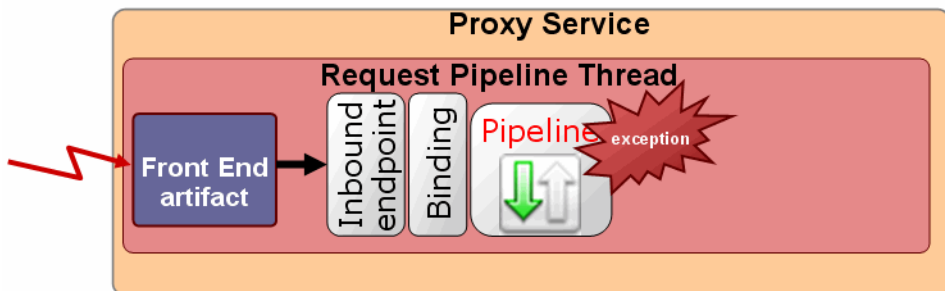 Proxy Service
Request Pipeline Thread
Front End
artifact
Inbound
endpoint
Binding
Pipeline
exception